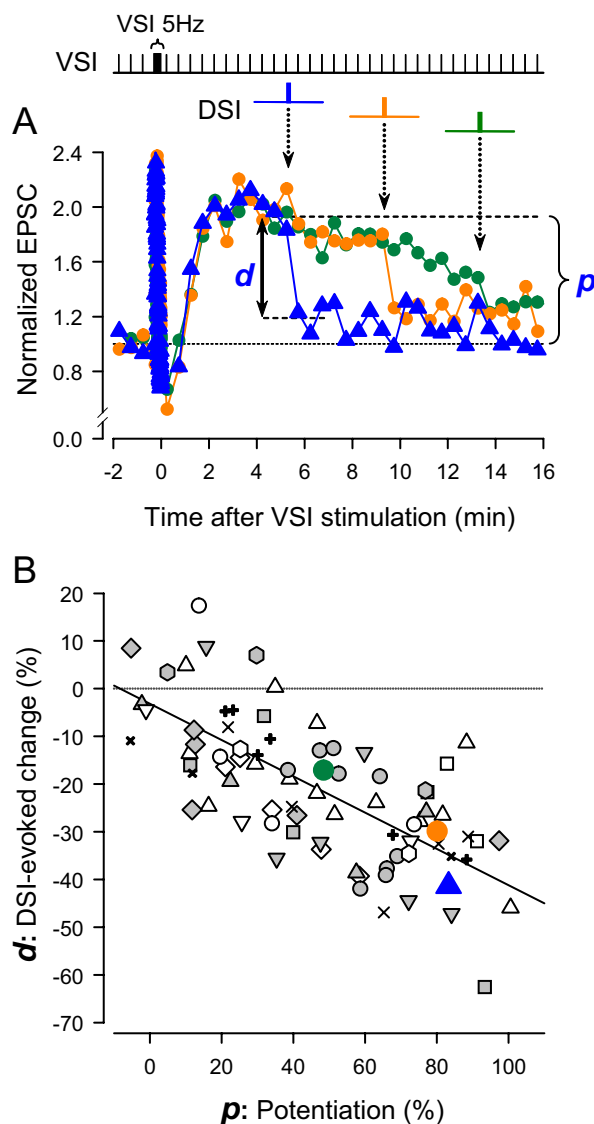 VSI 5Hz
VSI
DSI
A
Normalized EPSC
2.4
2.0
1.6
1.2
0.8
0.0
d
p
-2 0 2 4 6 8 10 12 14 16
Time after VSI stimulation (min)
B
d: DSI-evoked change (%)
20
10
0
-10
-20
-30
-40
-50
-60
-70
0 20 40 60 80 100
p: Potentiation (%)